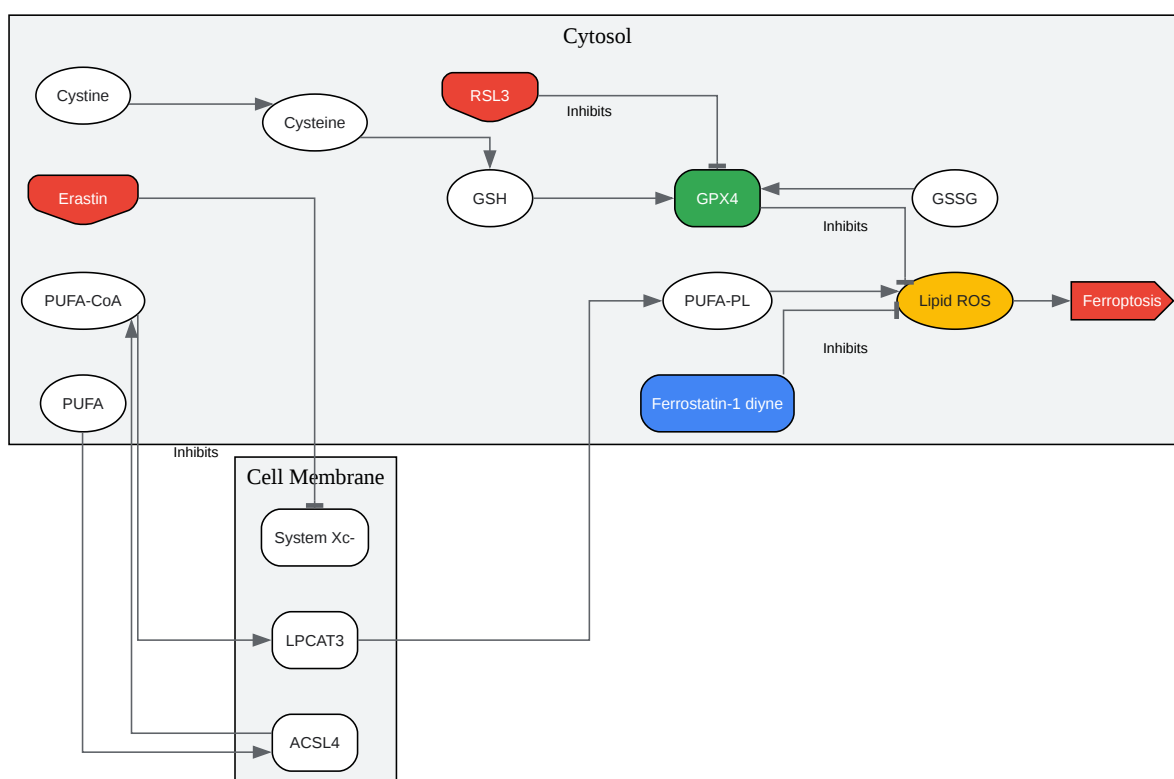 Cytosol
Cystine
Cysteine
RSL3
Inhibits
Erastin
GSH
GPX4
GSSG
Inhibits
PUFA-CoA
PUFA-PL
Lipid ROS
Ferroptosis
Inhibits
PUFA
Ferrostatin-1 diyne
Inhibits
Cell Membrane
System Xc-
LPCAT3
ACSL4